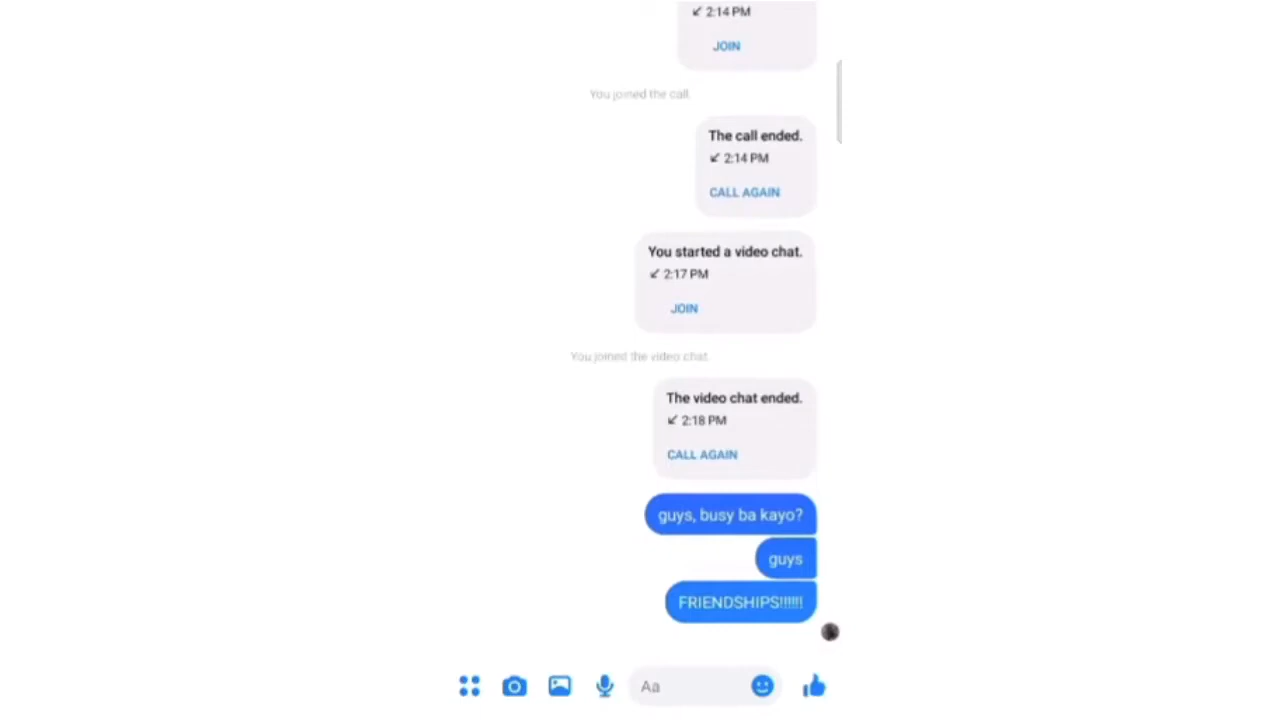 ↙ 2:14 PM
JOIN
You joined the call.
The call ended.
↙ 2:14 PM
CALL AGAIN
You started a video chat.
↙ 2:17 PM
JOIN
You joined the video chat.
The video chat ended.
↙ 2:18 PM
CALL AGAIN
guys, busy ba kayo?
guys
FRIENDSHIPS!!!!!!
Aa